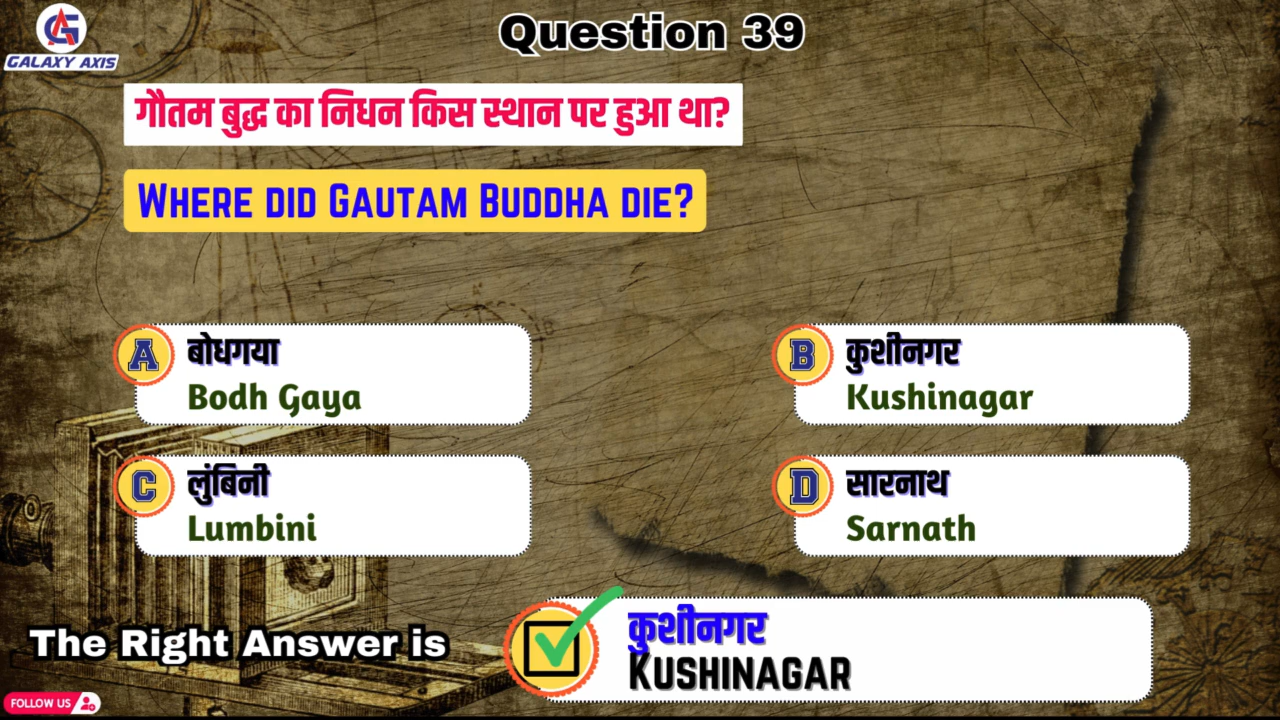 GALAXY AXIS
Question 39
गौतम बुद्ध का निधन किस स्थान पर हुआ था?
WHERE DID GAUTAM BUDDHA DIE?
A
बोधगया
Bodh Gaya
B
कुशीनगर
Kushinagar
C
लुंबिनी
Lumbini
D
सारनाथ
Sarnath
The Right Answer is
कुशीनगर
KUSHINAGAR
FOLLOW US